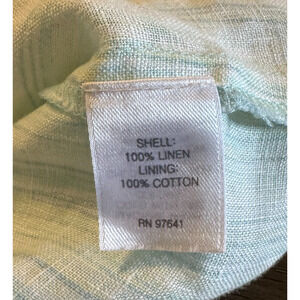 SHELL:
100% LINEN
LINING:
100% COTTON
RN 97641